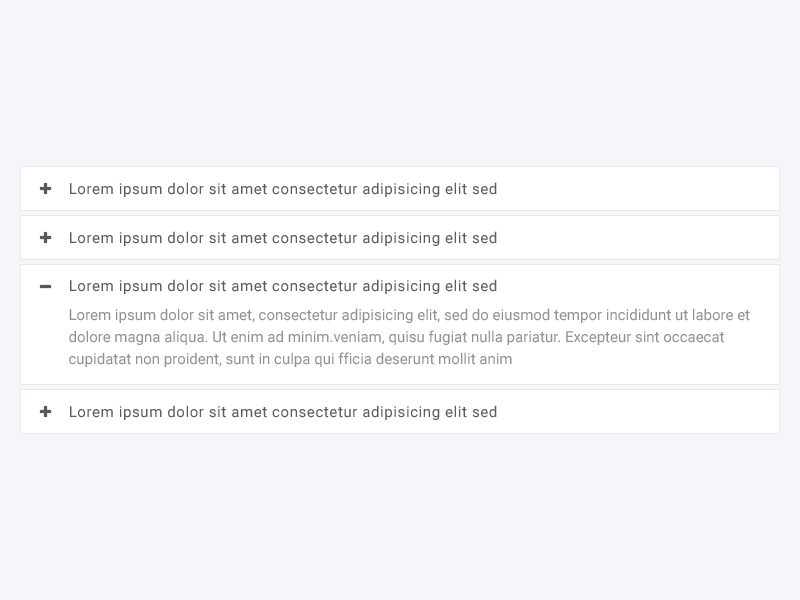 Lorem ipsum dolor sit amet consectetur adipisicing elit sed
Lorem ipsum dolor sit amet consectetur adipisicing elit sed
Lorem ipsum dolor sit amet consectetur adipisicing elit sed
Lorem ipsum dolor sit amet, consectetur adipisicing elit, sed do eiusmod tempor incididunt ut labore et
dolore magna aliqua. Ut enim ad minim.veniam, quisu fugiat nulla pariatur. Excepteur sint occaecat
cupidatat non proident, sunt in culpa qui fficia deserunt mollit anim
Lorem ipsum dolor sit amet consectetur adipisicing elit sed